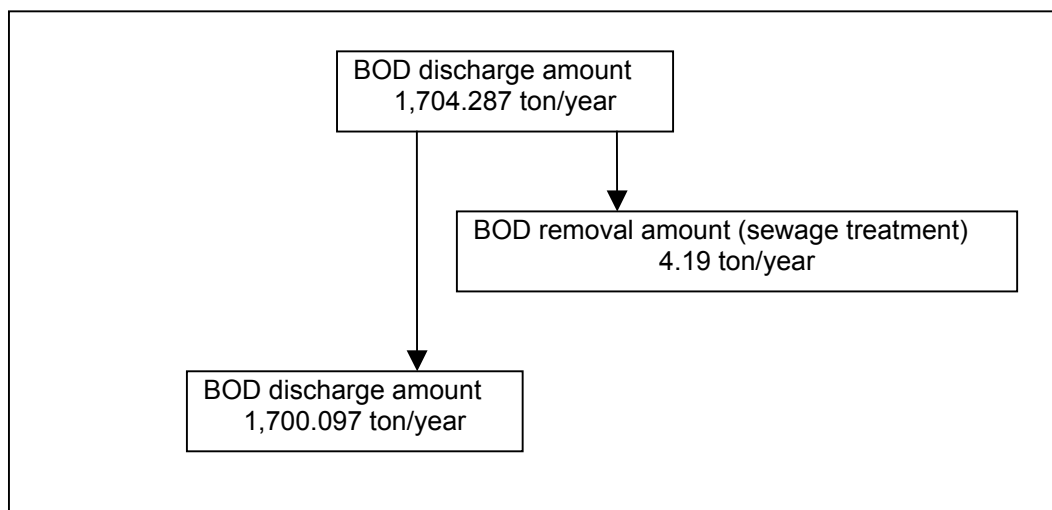 BOD discharge amount
1,704.287 ton/year
BOD removal amount (sewage treatment)
4.19 ton/year
BOD discharge amount
1,700.097 ton/year